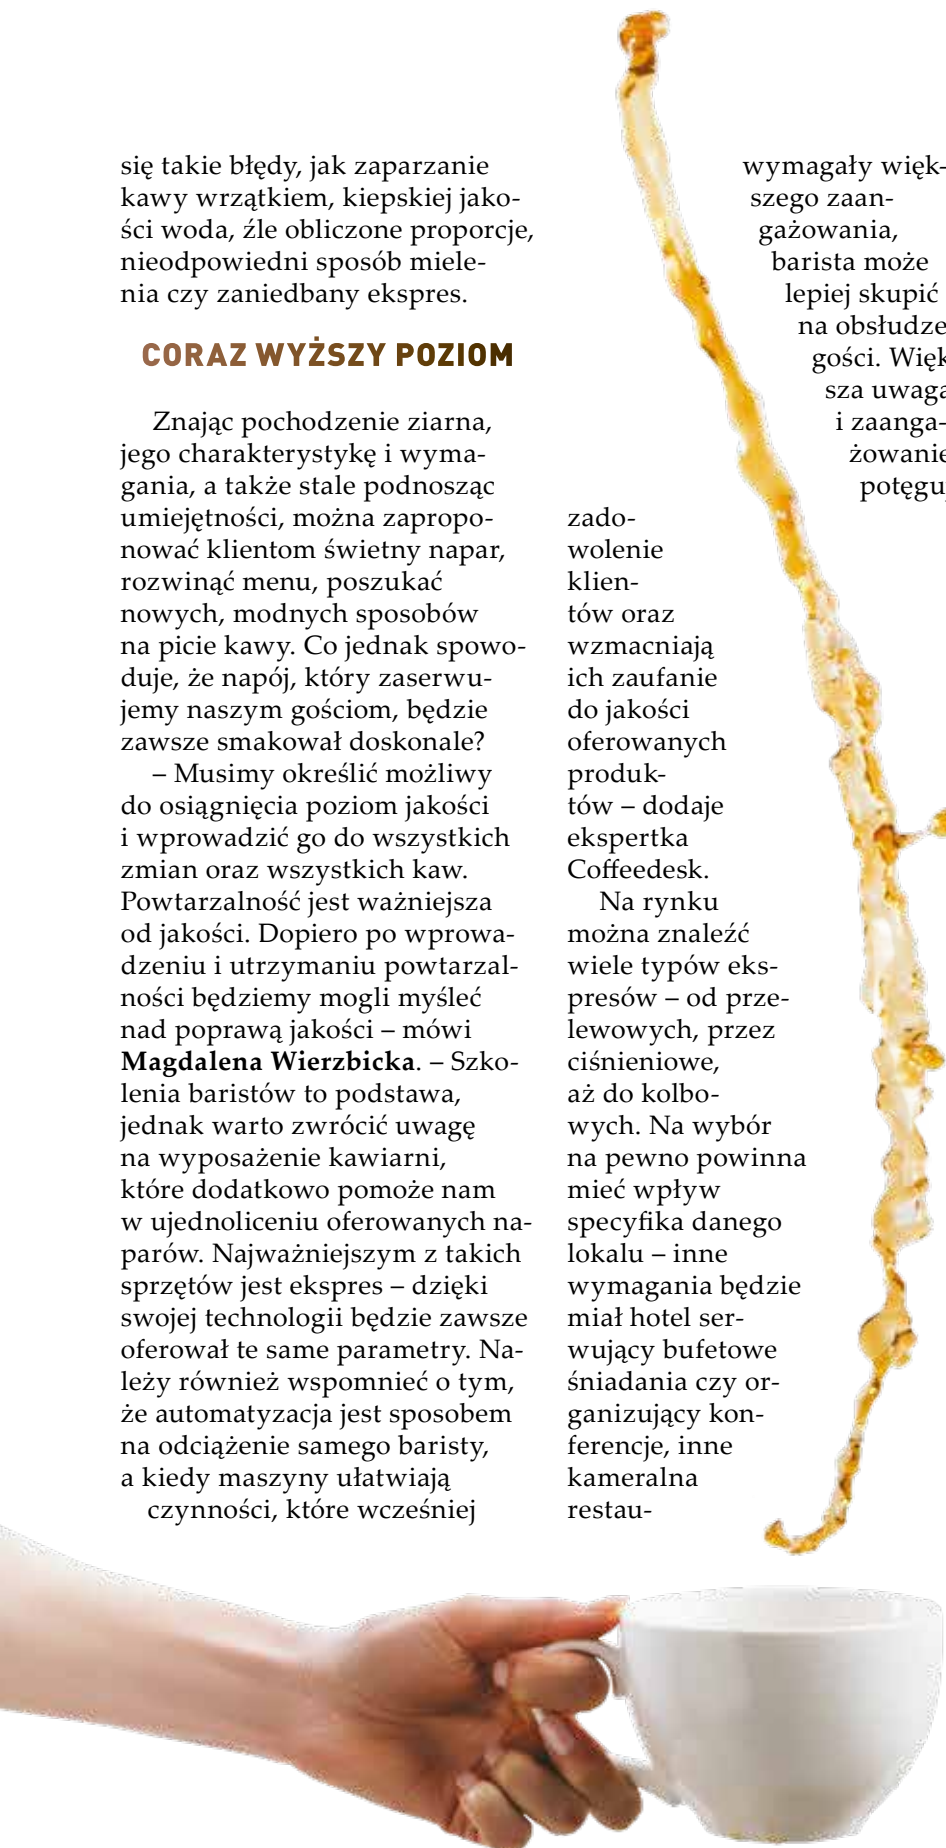 się takie błędy, jak zaparzanie
kawy wrzątkiem, kiepskiej jako-
ści woda, źle obliczone proporcje,
nieodpowiedni sposób miele-
nia czy zaniedbany ekspres.
CORAZ WYŻSZY POZIOM
Znając pochodzenie ziarna,
jego charakterystykę i wyma-
gania, a także stale podnosząc
umiejętności, można zapropo-
nować klientom świetny napar,
rozwinąć menu, poszukać
nowych, modnych sposobów
na picie kawy. Co jednak spowo-
duje, że napój, który zaserwu-
jemy naszym gościom, będzie
zawsze smakował doskonale?
– Musimy określić możliwy
do osiągnięcia poziom jakości
i wprowadzić go do wszystkich
zmian oraz wszystkich kaw.
Powtarzalność jest ważniejsza
od jakości. Dopiero po wprowa-
dzeniu i utrzymaniu powtarzal-
ności będziemy mogli myśleć
nad poprawą jakości – mówi
Magdalena Wierzbicka. – Szko-
lenia baristów to podstawa,
jednak warto zwrócić uwagę
na wyposażenie kawiarni,
które dodatkowo pomoże nam
w ujednoliceniu oferowanych na-
parów. Najważniejszym z takich
sprzętów jest ekspres – dzięki
swojej technologii będzie zawsze
oferował te same parametry. Na-
leży również wspomnieć o tym,
że automatyzacja jest sposobem
na odciążenie samego baristy,
a kiedy maszyny ułatwiają
czynności, które wcześniej
wymagały więk-
szego zaan-
gażowania,
barista może
lepiej skupić
na obsłudze
gości. Więk
sza uwaga
i zaanga-
żowanie
potęgu
zado-
wolenie
klien-
tów oraz
wzmacniają
ich zaufanie
do jakości
oferowanych
produk-
tów – dodaje
ekspertka
Coffeedesk.
Na rynku
można znaleźć
wiele typów eks-
presów – od prze-
lewowych, przez
ciśnieniowe,
aż do kolbo-
wych. Na wybór
na pewno powinna
mieć wpływ
specyfika danego
lokalu – inne
wymagania będzie
miał hotel ser-
wujący bufetowe
śniadania czy or-
ganizujący kon-
ferencje, inne
kameralna
restau-